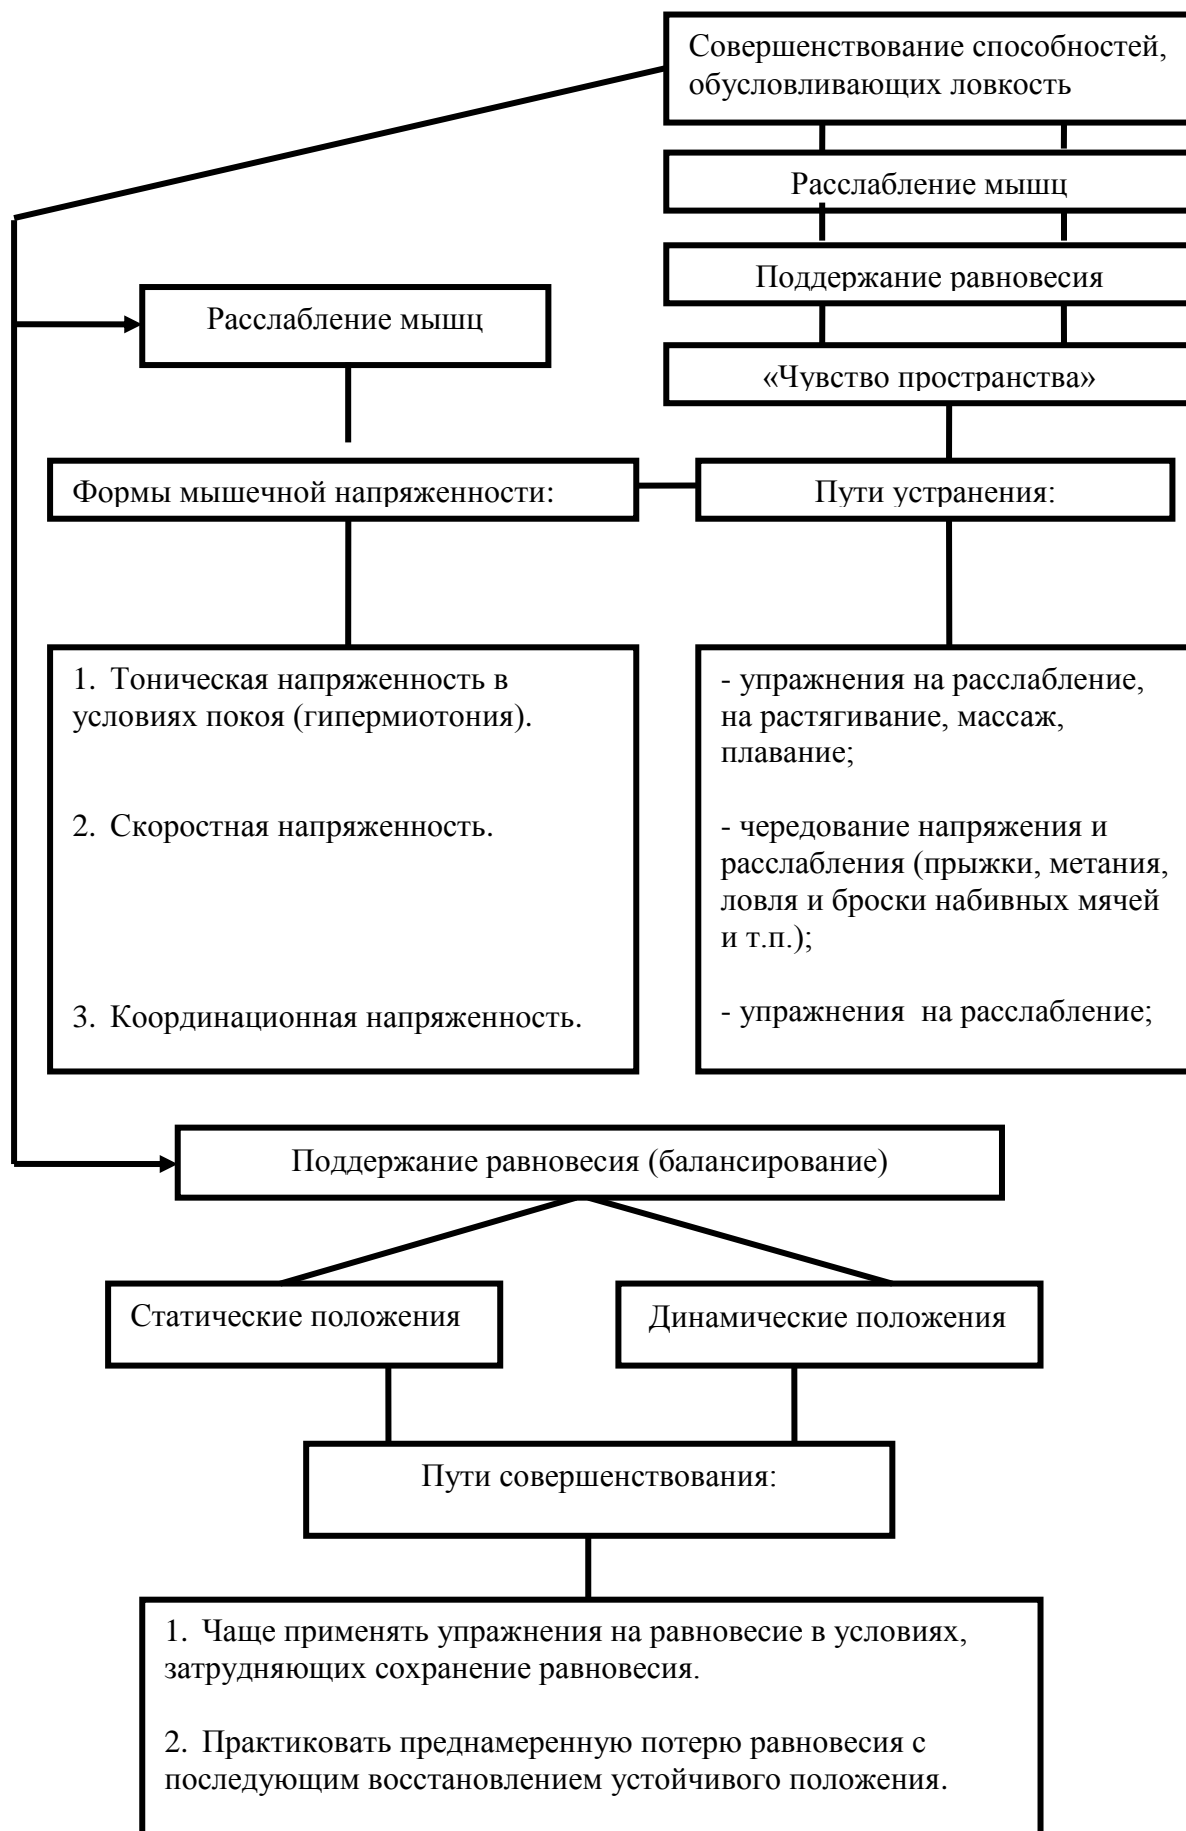 Совершенствование способностей,
обусловливающих ловкость
Расслабление мышц
Поддержание равновесия
«Чувство пространства»
Расслабление мышц
Формы мышечной напряженности:
Пути устранения:
1. Тоническая напряженность в
условиях покоя (гипермиотония).
2. Скоростная напряженность.
3. Координационная напряженность.
- упражнения на расслабление,
на растягивание, массаж,
плавание;
- чередование напряжения и
расслабления (прыжки, метания,
ловля и броски набивных мячей
и т.п.);
- упражнения на расслабление;
Поддержание равновесия (балансирование)
Статические положения
Динамические положения
Пути совершенствования:
1. Чаще применять упражнения на равновесие в условиях,
затрудняющих сохранение равновесия.
2. Практиковать преднамеренную потерю равновесия с
последующим восстановлением устойчивого положения.